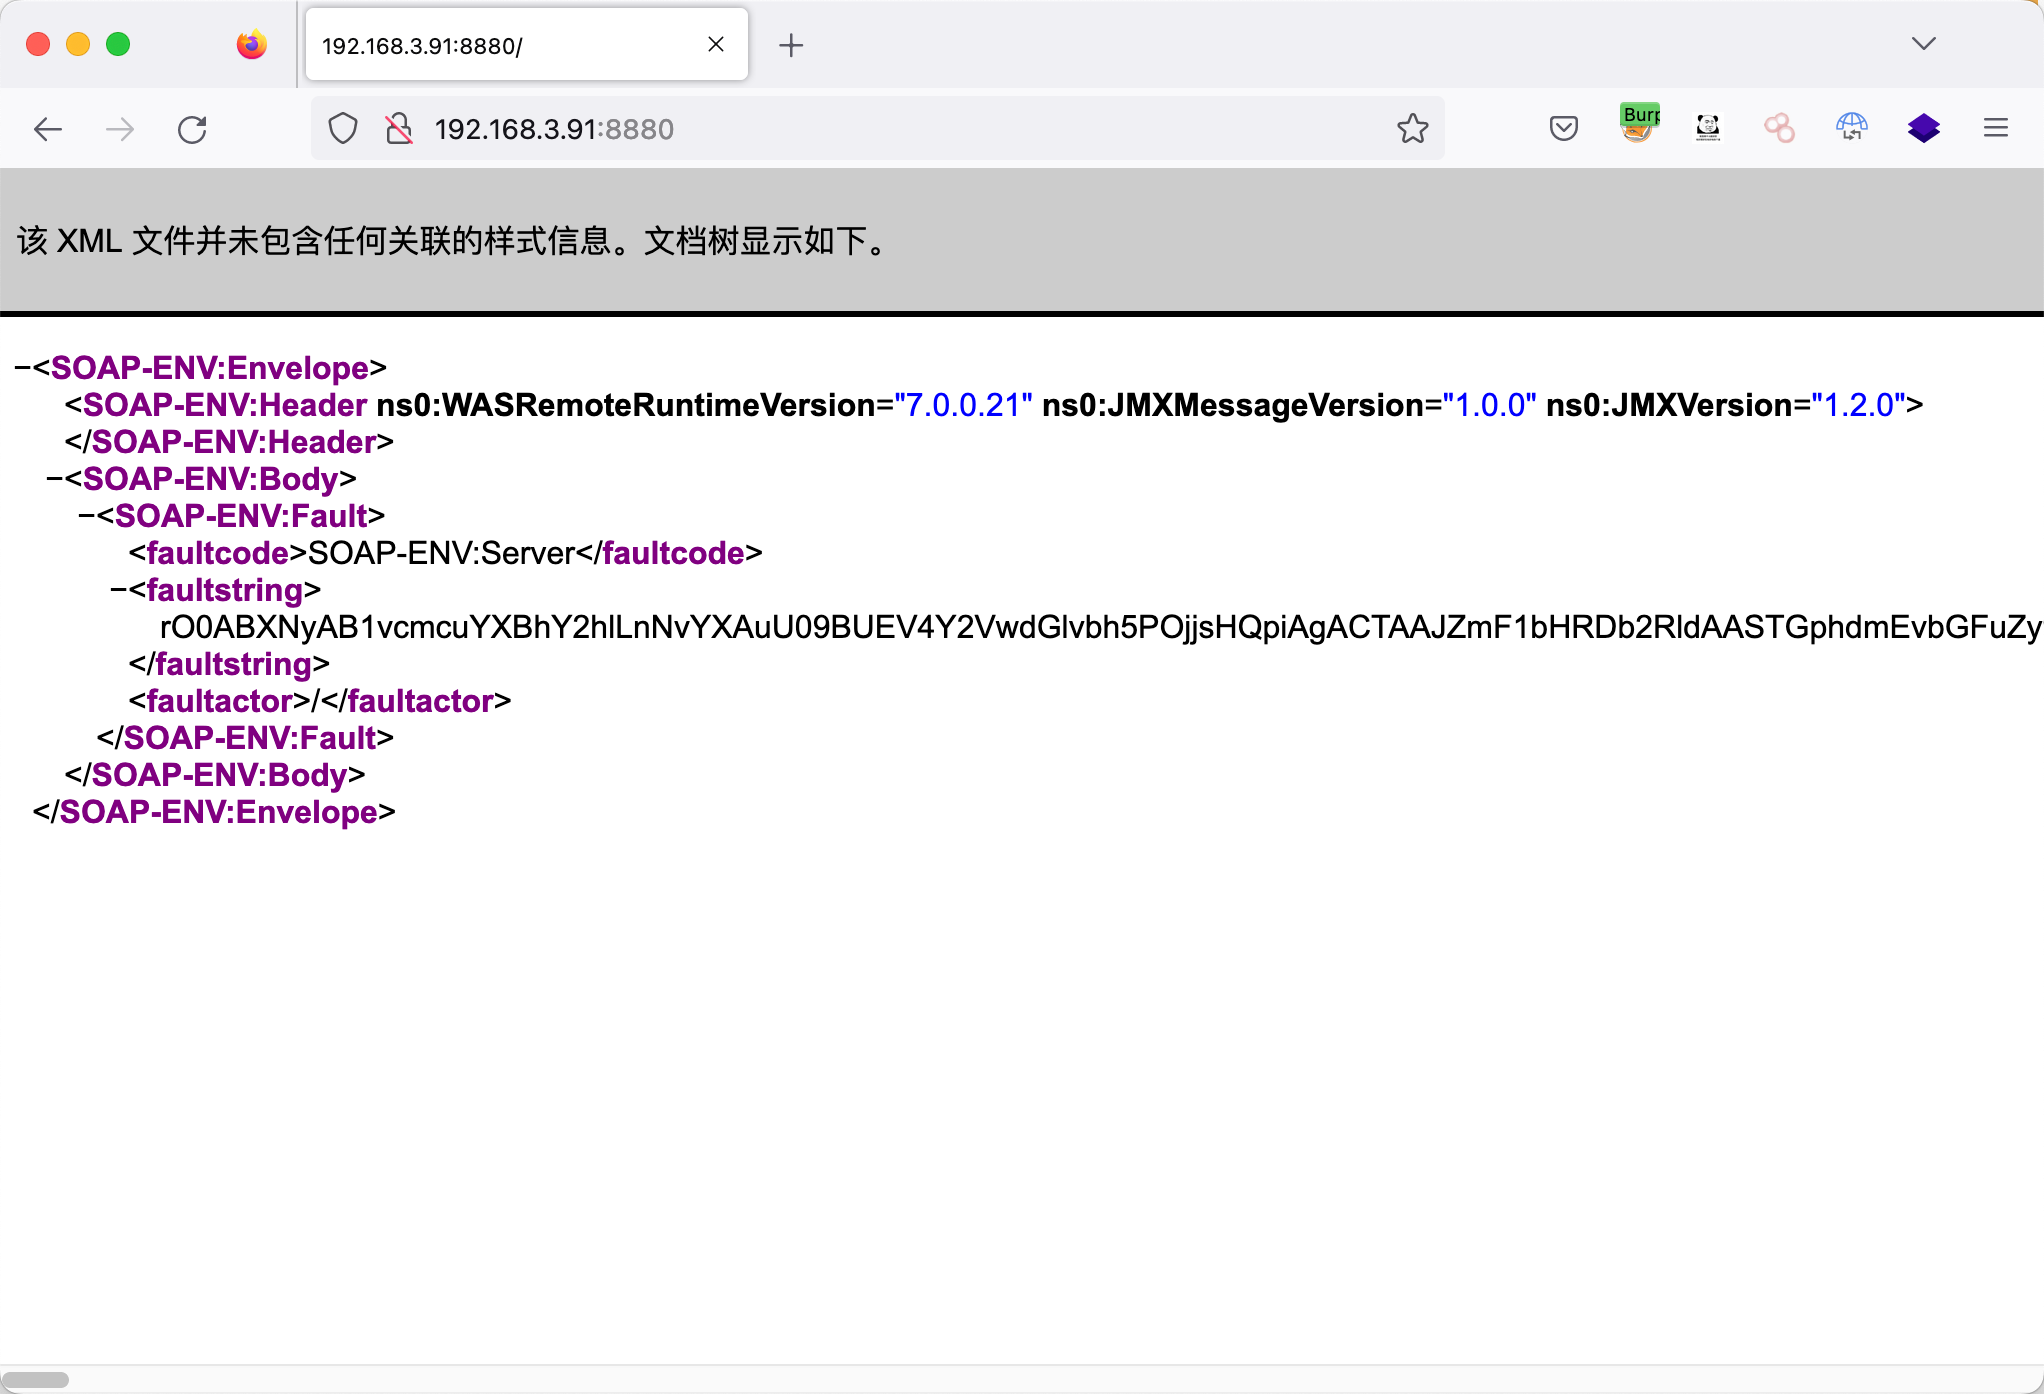 192.168.3.91:8880/
192.168.3.91:8880
Burp
该 XML 文件并未包含任何关联的样式信息。文档树显示如下。
−<SOAP-ENV:Envelope>
<SOAP-ENV:Header ns0:WASRemoteRuntimeVersion="7.0.0.21" ns0:JMXMessageVersion="1.0.0" ns0:JMXVersion="1.2.0">
</SOAP-ENV:Header>
−<SOAP-ENV:Body>
−<SOAP-ENV:Fault>
<faultcode>SOAP-ENV:Server</faultcode>
−<faultstring>
rO0ABXNyAB1vcmcuYXBhY2hlLnNvYXAuU09BUEV4Y2VwdGlvbh5POjjsHQpiAgACTAAJZmF1bHRDb2RldAASTGphdmEvbGFuZy
</faultstring>
<faultactor>/</faultactor>
</SOAP-ENV:Fault>
</SOAP-ENV:Body>
</SOAP-ENV:Envelope>